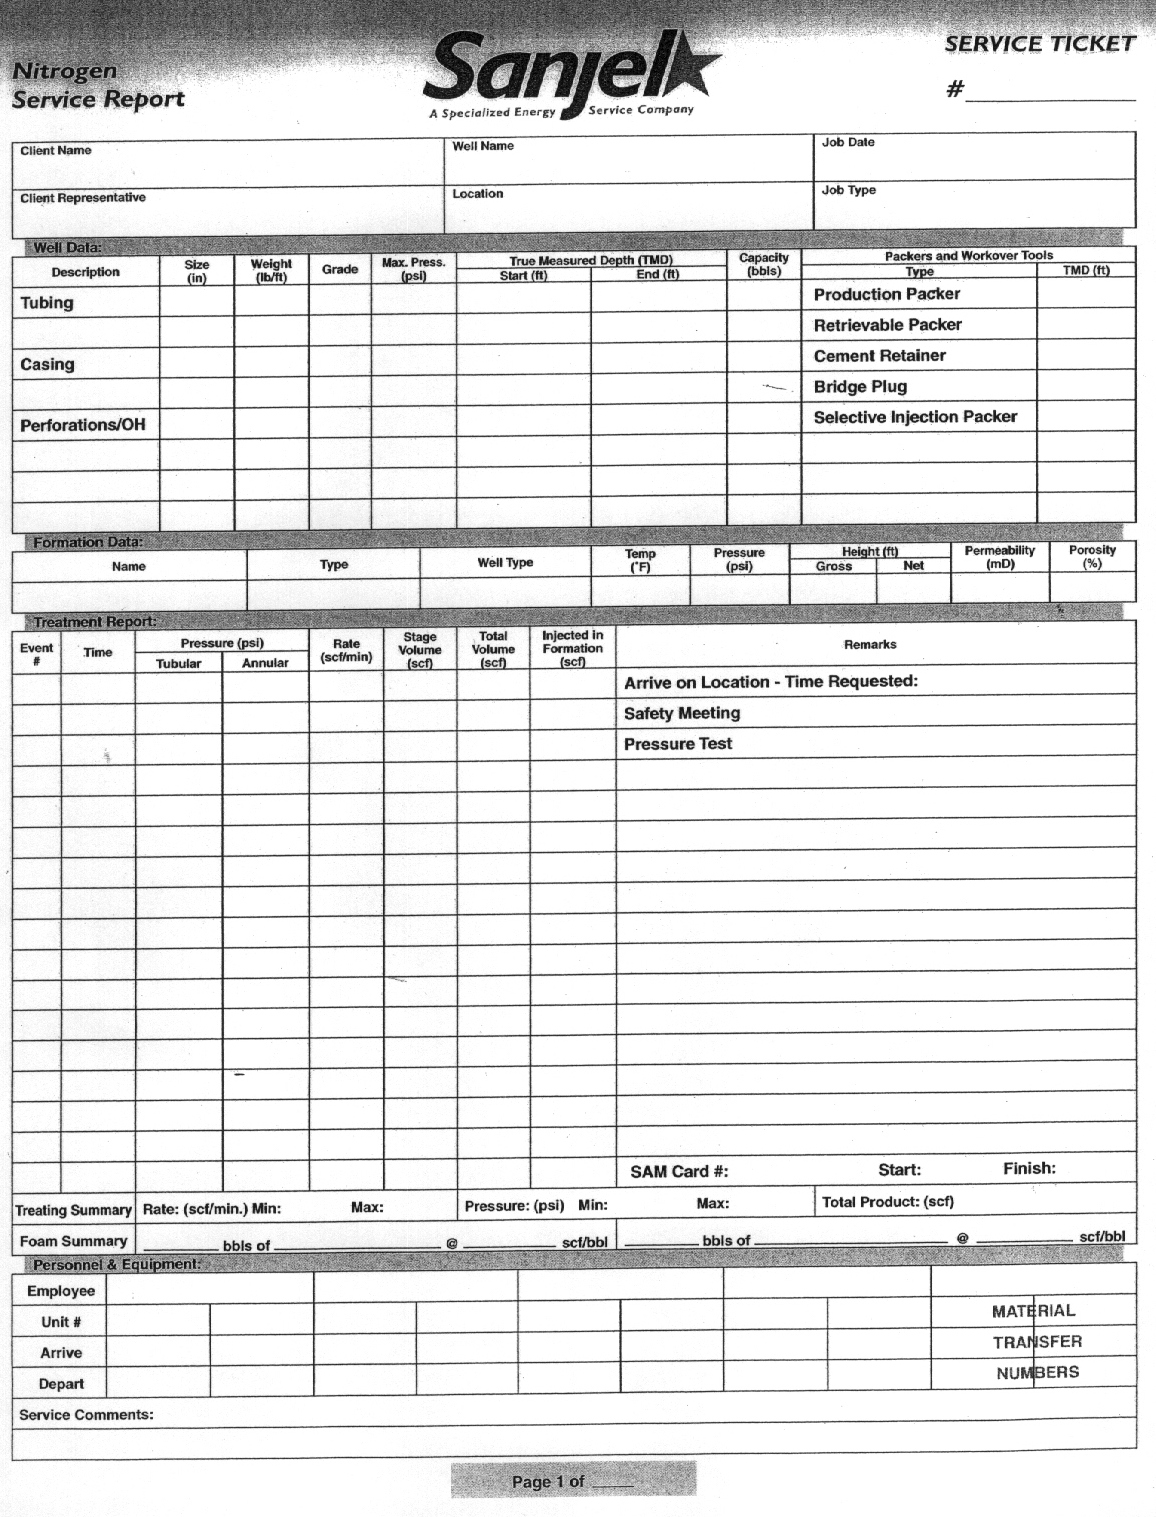 SERVICE TICKET
Nitrogen
Service Report
Sanjel
A Specialized Energy Service Company
#
Client Name Well Name Job Date
Client Representative Location Job Type
Well Data:
Description Size (in) Weight (lb/ft) Grade Max. Press. (psi) True Measured Depth (TMD) Start (ft) End (ft) Capacity (bbls) Packers and Workover Tools Type TMD (ft)
Tubing Production Packer
Retrievable Packer
Casing Cement Retainer
Bridge Plug
Perforations/OH Selective Injection Packer
Formation Data:
Name Type Well Type Temp (°F) Pressure (psi) Height (ft) Gross Net Permeability (mD) Porosity (%)
Treatment Report:
Event # Time Pressure (psi) Tubular Annular Rate (scf/min) Stage Volume (scf) Total Volume (scf) Injected in Formation (scf) Remarks
Arrive on Location - Time Requested:
Safety Meeting
Pressure Test
SAM Card #: Start: Finish:
Treating Summary Rate: (scf/min.) Min: Max: Pressure: (psi) Min: Max: Total Product: (scf)
Foam Summary ____ bbls of ____ @ ____ scf/bbl ____ bbls of ____ @ ____ scf/bbl
Personnel & Equipment:
Employee
Unit # MATERIAL
Arrive TRANSFER
Depart NUMBERS
Service Comments:
Page 1 of ____